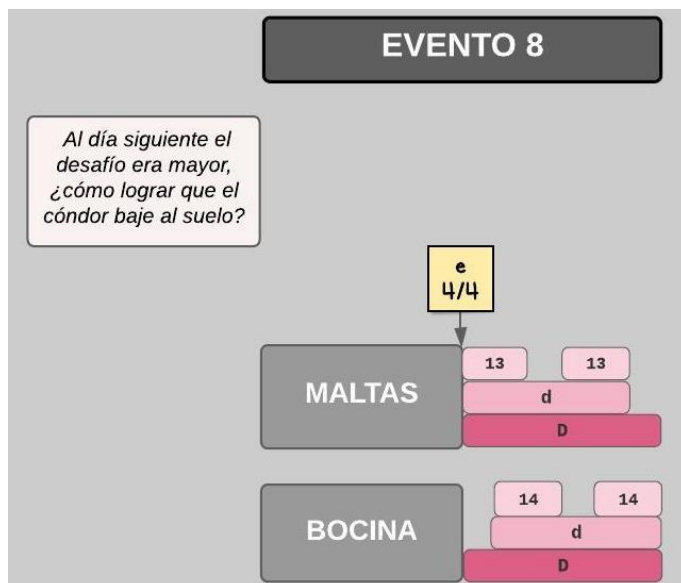 EVENTO 8
Al día siguiente el
desafío era mayor,
¿cómo lograr que el
cóndor baje al suelo?
e
4/4
MALTAS
13 13
d
D
BOCINA
14 14
d
D